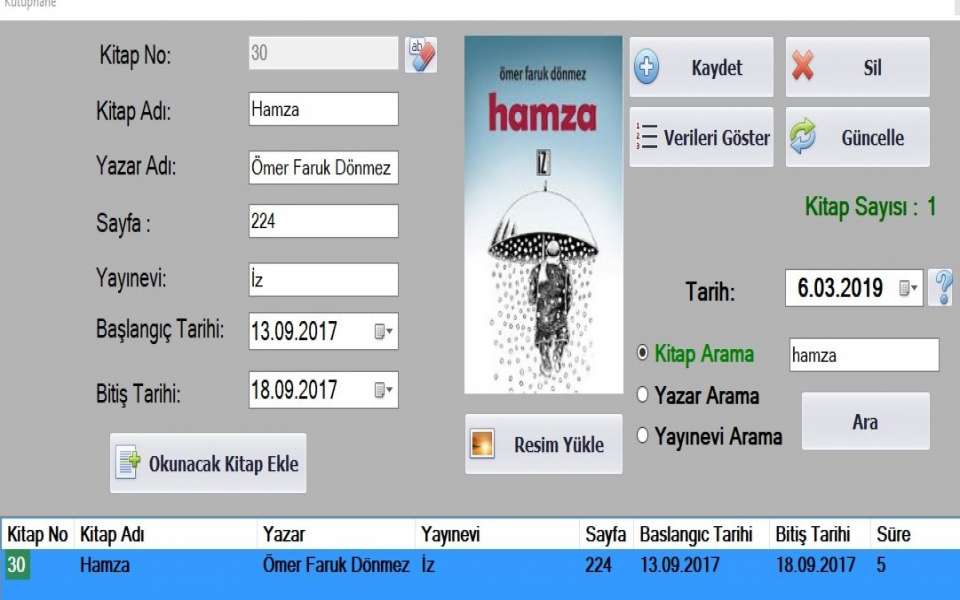 Kütüphane
Kitap No:
30
Kitap Adı:
Hamza
Yazar Adı:
Ömer Faruk Dönmez
Sayfa :
224
Yayınevi:
İz
Başlangıç Tarihi:
13.09.2017
Bitiş Tarihi:
18.09.2017
Okunacak Kitap Ekle
ab
ömer faruk dönmez
hamza
İZ
Resim Yükle
Kaydet
Sil
Verileri Göster
Güncelle
Kitap Sayısı : 1
Tarih:
6.03.2019
?
Kitap Arama
hamza
Yazar Arama
Yayınevi Arama
Ara
Kitap No Kitap Adı Yazar Yayınevi Sayfa Baslangıc Tarihi Bitiş Tarihi Süre
30 Hamza Ömer Faruk Dönmez İz 224 13.09.2017 18.09.2017 5